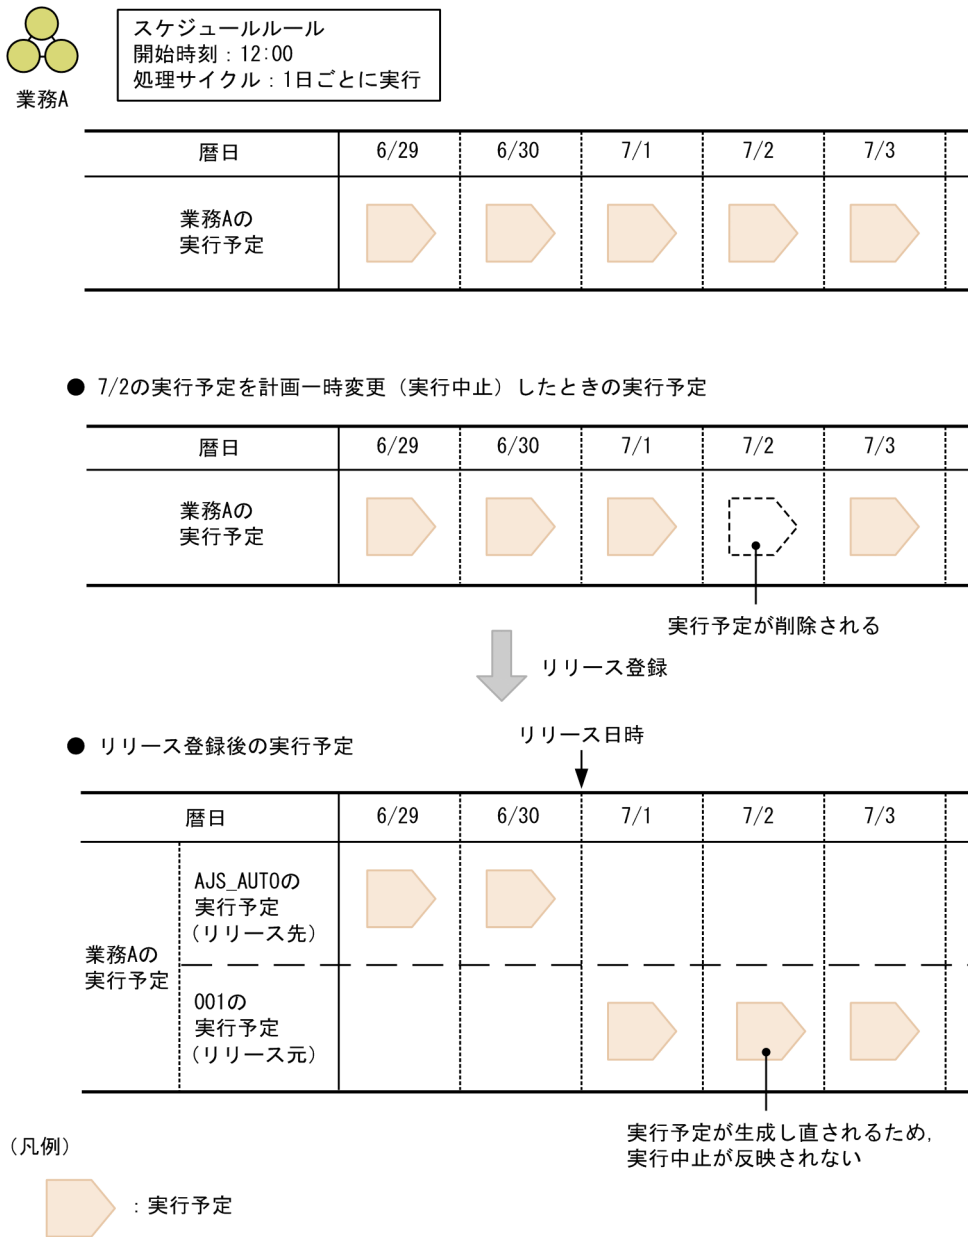 スケジュールルール
開始時刻：12:00
処理サイクル：1日ごとに実行
業務A
暦日 6/29 6/30 7/1 7/2 7/3
業務Aの
実行予定
● 7/2の実行予定を計画一時変更（実行中止）したときの実行予定
暦日 6/29 6/30 7/1 7/2 7/3
業務Aの
実行予定
実行予定が削除される
リリース登録
● リリース登録後の実行予定
リリース日時
暦日 6/29 6/30 7/1 7/2 7/3
業務Aの
実行予定
AJS_AUTOの
実行予定
（リリース先）
001の
実行予定
（リリース元）
実行予定が生成し直されるため，
実行中止が反映されない
（凡例）
：実行予定